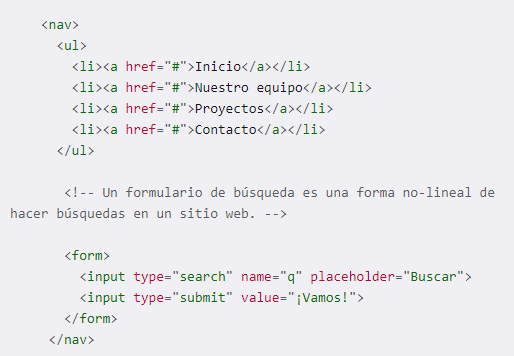 <nav>
<ul>
<li><a href="#">Inicio</a></li>
<li><a href="#">Nuestro equipo</a></li>
<li><a href="#">Proyectos</a></li>
<li><a href="#">Contacto</a></li>
</ul>
<!-- Un formulario de búsqueda es una forma no-lineal de
hacer búsquedas en un sitio web. -->
<form>
<input type="search" name="q" placeholder="Buscar">
<input type="submit" value="¡Vamos!">
</form>
</nav>